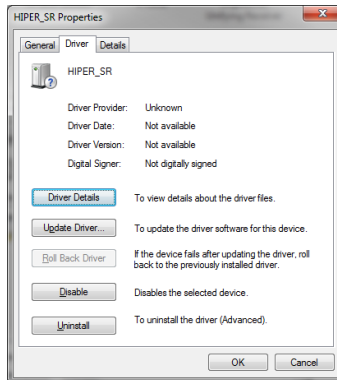 HIPER_SR Properties
General Driver Details
HIPER_SR
Driver Provider: Unknown
Driver Date: Not available
Driver Version: Not available
Digital Signer: Not digitally signed
Driver Details To view details about the driver files.
Update Driver... To update the driver software for this device.
Roll Back Driver If the device fails after updating the driver, roll
back to the previously installed driver.
Disable Disables the selected device.
Uninstall To uninstall the driver (Advanced).
OK Cancel